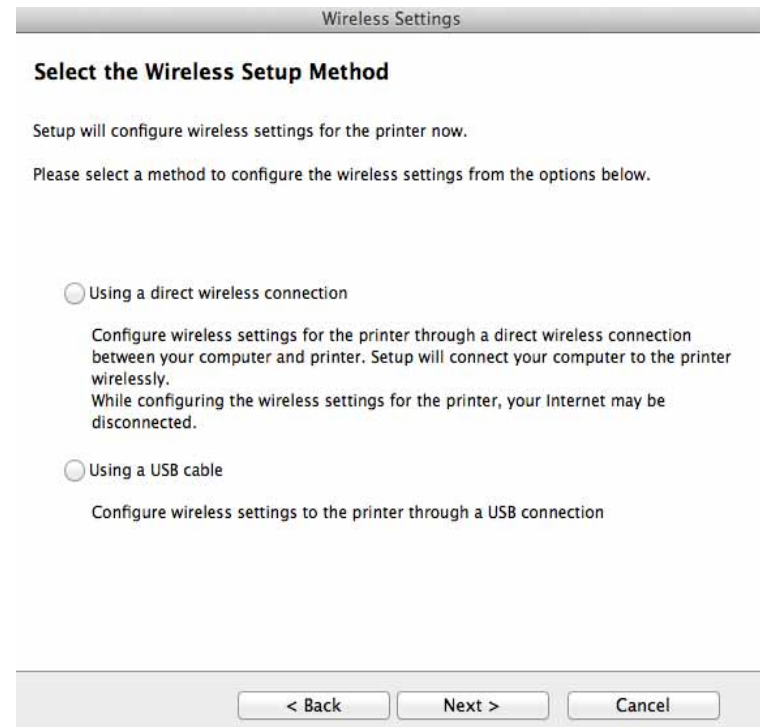 Wireless Settings
Select the Wireless Setup Method
Setup will configure wireless settings for the printer now.
Please select a method to configure the wireless settings from the options below.
Using a direct wireless connection
Configure wireless settings for the printer through a direct wireless connection
between your computer and printer. Setup will connect your computer to the printer
wirelessly.
While configuring the wireless settings for the printer, your Internet may be
disconnected.
Using a USB cable
Configure wireless settings to the printer through a USB connection
< Back   Next >   Cancel